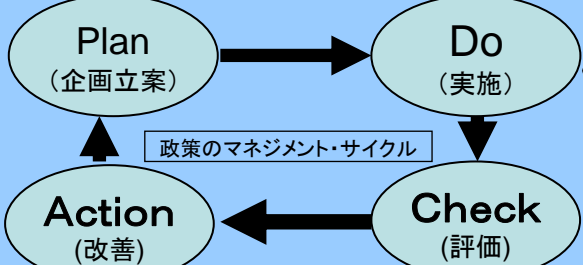 Plan
（企画立案）
Do
（実施）
政策のマネジメント・サイクル
Action
(改善)
Check
(評価)